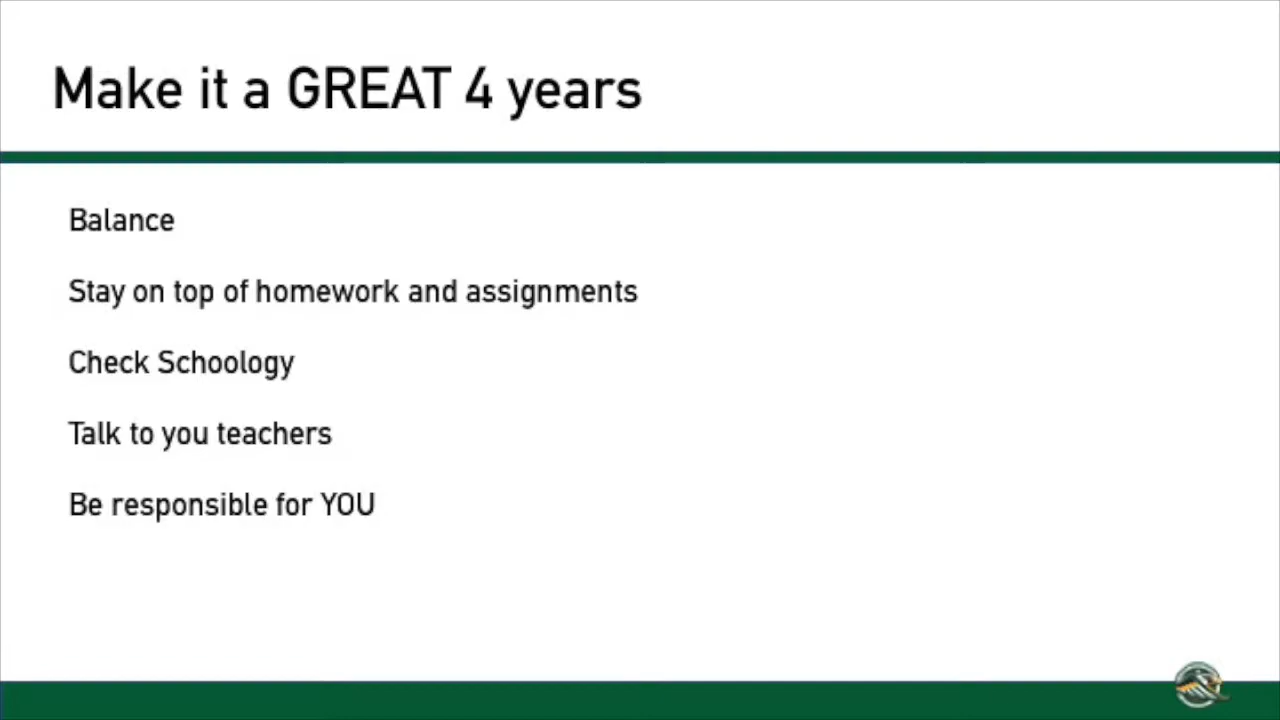 Make it a GREAT 4 years
Balance
Stay on top of homework and assignments
Check Schoology
Talk to you teachers
Be responsible for YOU